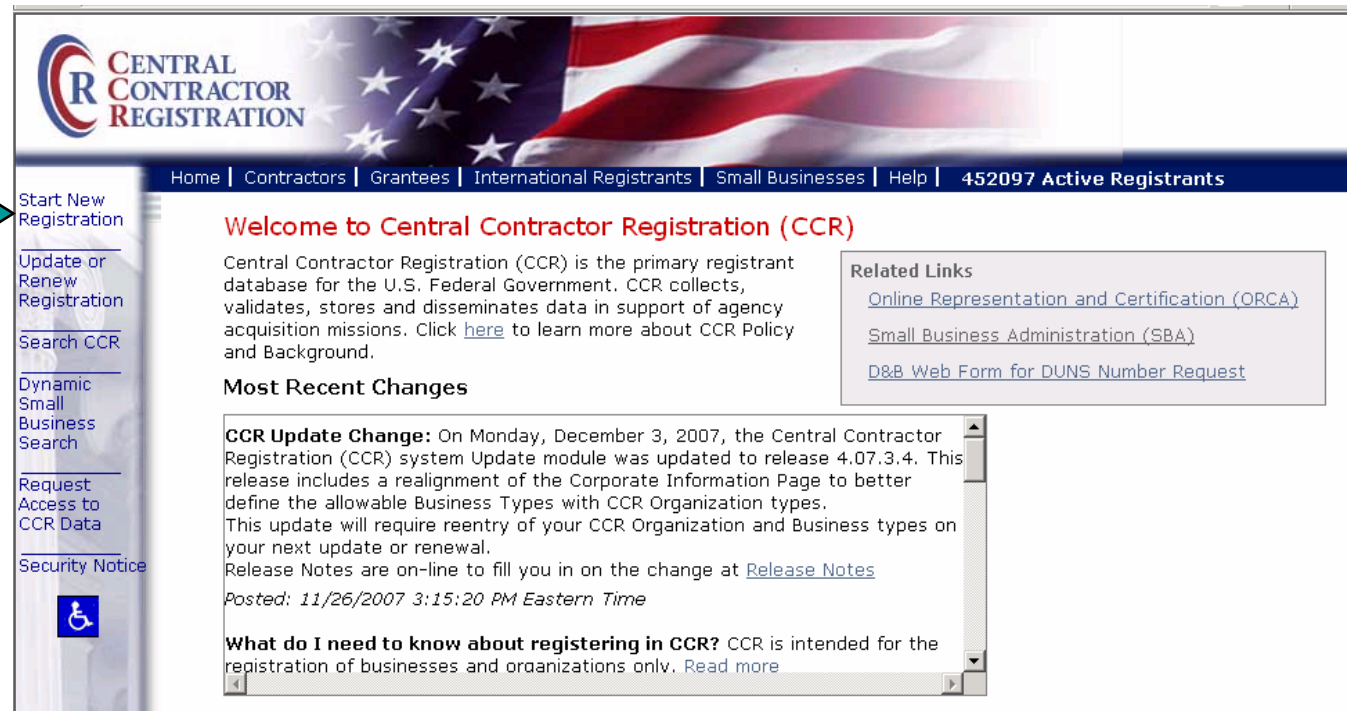 CENTRAL
CONTRACTOR
REGISTRATION
CCR
Home | Contractors | Grantees | International Registrants | Small Businesses | Help | 452097 Active Registrants
Start New
Registration
Update or
Renew
Registration
Search CCR
Dynamic
Small
Business
Search
Request
Access to
CCR Data
Security Notice
Welcome to Central Contractor Registration (CCR)
Central Contractor Registration (CCR) is the primary registrant
database for the U.S. Federal Government. CCR collects,
validates, stores and disseminates data in support of agency
acquisition missions. Click here to learn more about CCR Policy
and Background.
Related Links
Online Representation and Certification (ORCA)
Small Business Administration (SBA)
D&B Web Form for DUNS Number Request
Most Recent Changes
CCR Update Change: On Monday, December 3, 2007, the Central Contractor
Registration (CCR) system Update module was updated to release 4.07.3.4. This
release includes a realignment of the Corporate Information Page to better
define the allowable Business Types with CCR Organization types.
This update will require reentry of your CCR Organization and Business types on
your next update or renewal.
Release Notes are on-line to fill you in on the change at Release Notes
Posted: 11/26/2007 3:15:20 PM Eastern Time
What do I need to know about registering in CCR? CCR is intended for the
registration of businesses and organizations only. Read more